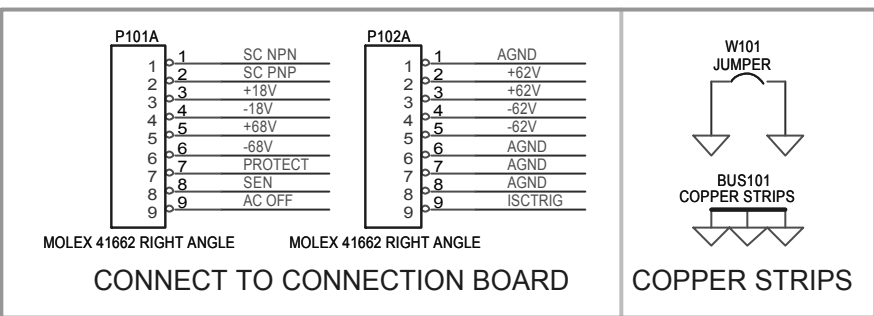 P101A
1 1 SC NPN
2 2 SC PNP
3 3 +18V
4 4 -18V
5 5 +68V
6 6 -68V
7 7 PROTECT
8 8 SEN
9 9 AC OFF
MOLEX 41662 RIGHT ANGLE
P102A
1 1 AGND
2 2 +62V
3 3 +62V
4 4 -62V
5 5 -62V
6 6 AGND
7 7 AGND
8 8 AGND
9 9 ISCTRIG
MOLEX 41662 RIGHT ANGLE
CONNECT TO CONNECTION BOARD
W101
JUMPER
BUS101
COPPER STRIPS
COPPER STRIPS